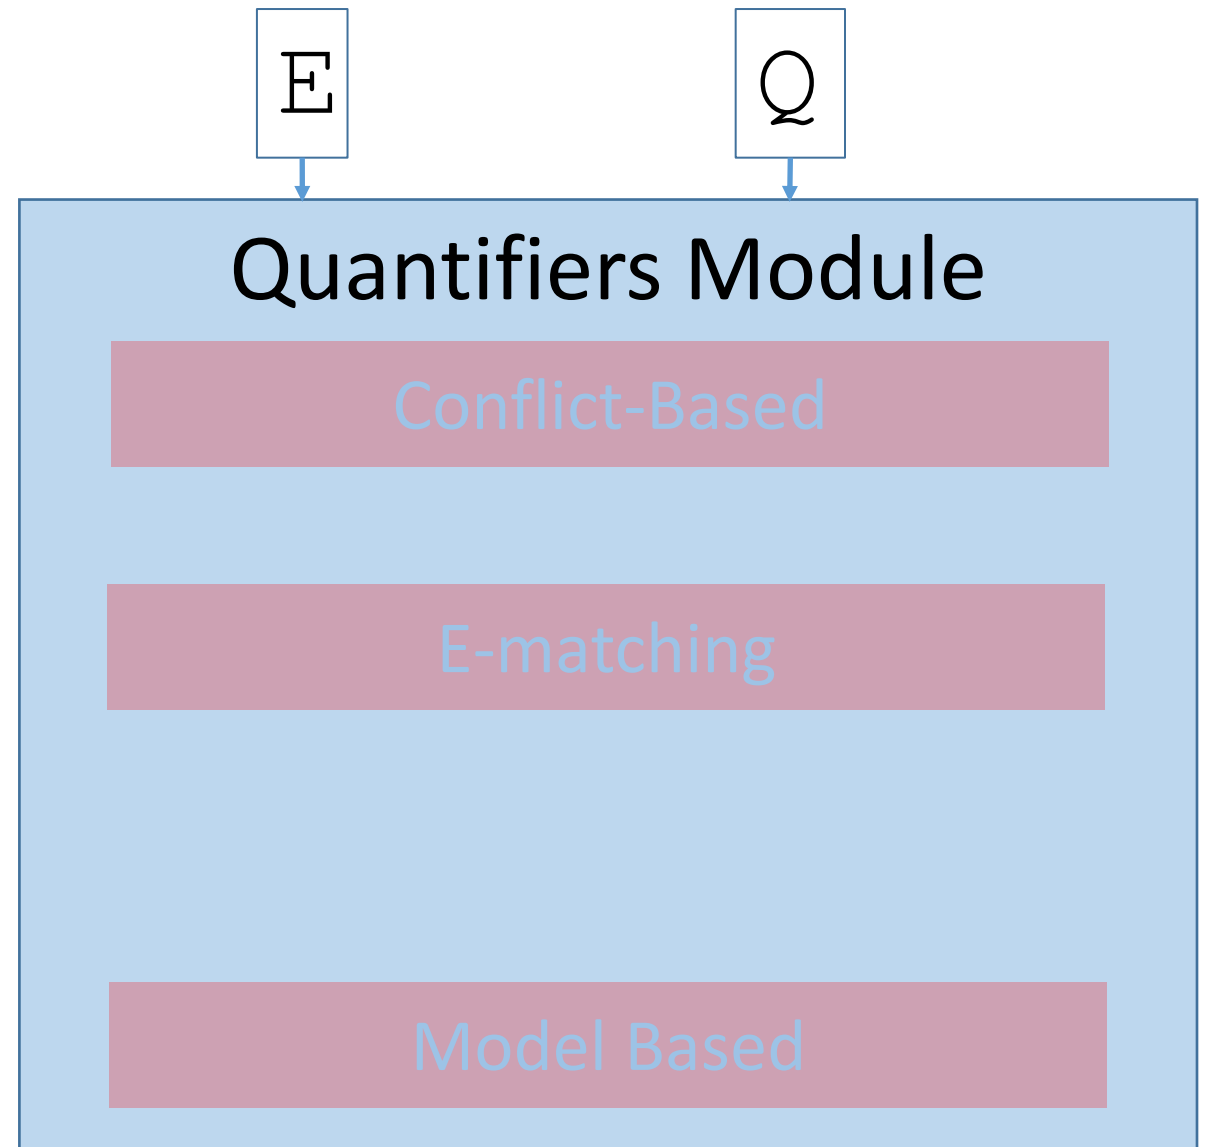 E Q
Quantifiers Module
Conflict-Based
E-matching
Model Based